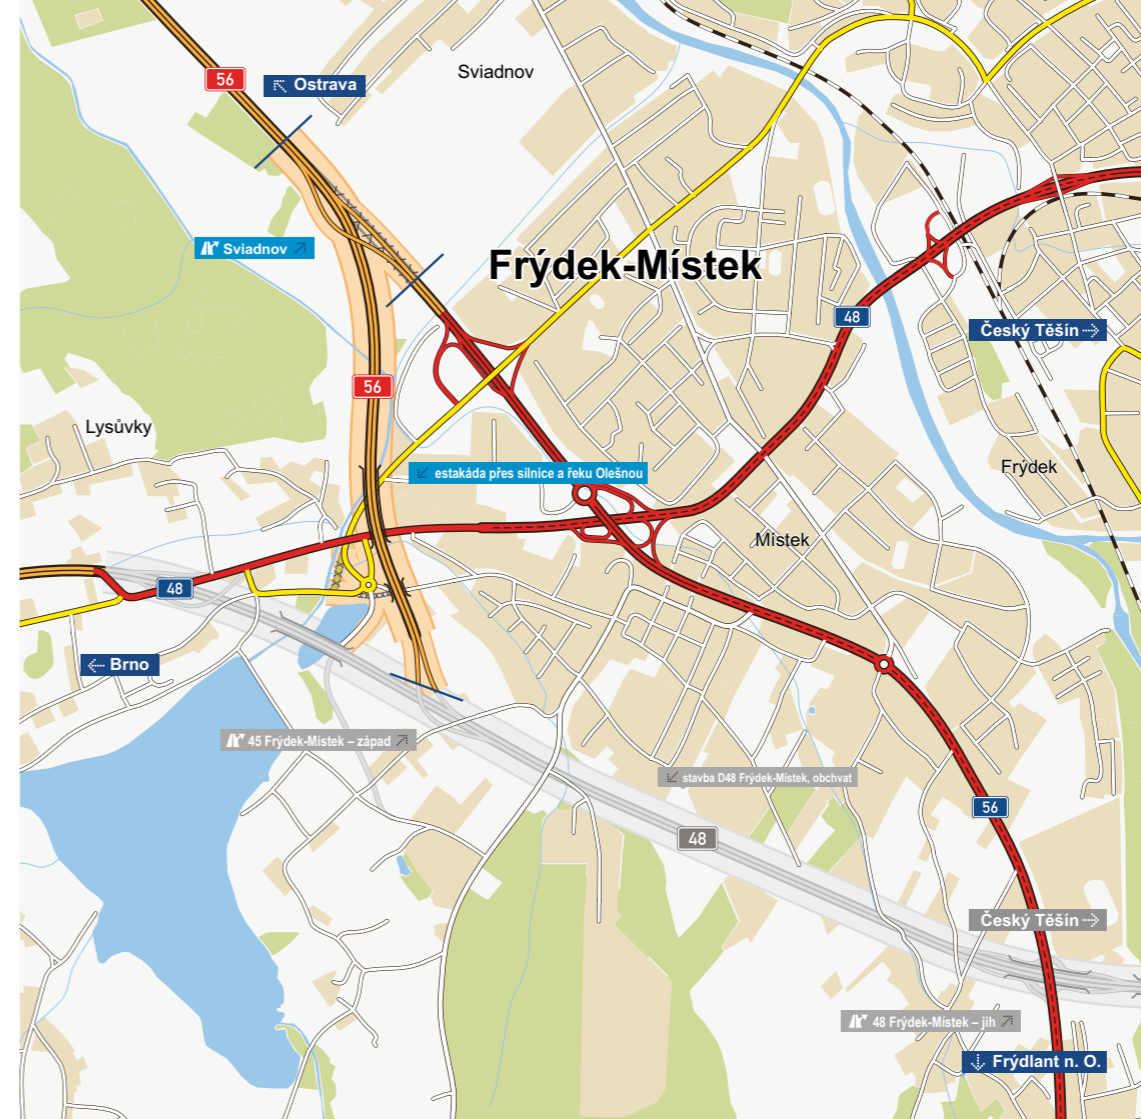 56
Ostrava
Sviadnov
Sviadnov
Frýdek-Místek
48
Český Těšín
56
Lysůvky
estakáda přes silnice a řeku Olešnou
Frýdek
Místek
48
Brno
45 Frýdek-Místek – západ
stavba D48 Frýdek-Místek, obchvat
56
48
Český Těšín
48 Frýdek-Místek – jih
Frýdlant n. O.